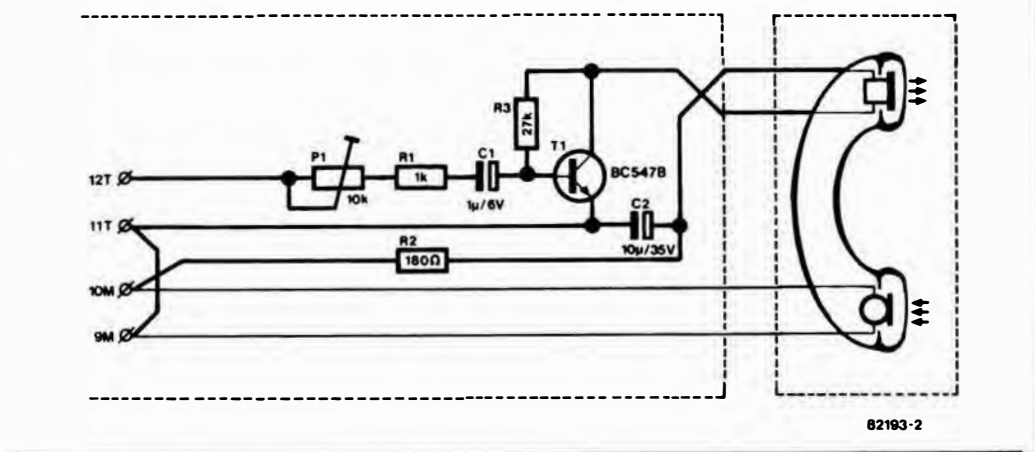 R3
27k
T1
P1
R1
C1
12T
1k
BC547B
10k
1µ/6V
C2
11T
R2
10µ/35V
180Ω
10M
9M
82193-2